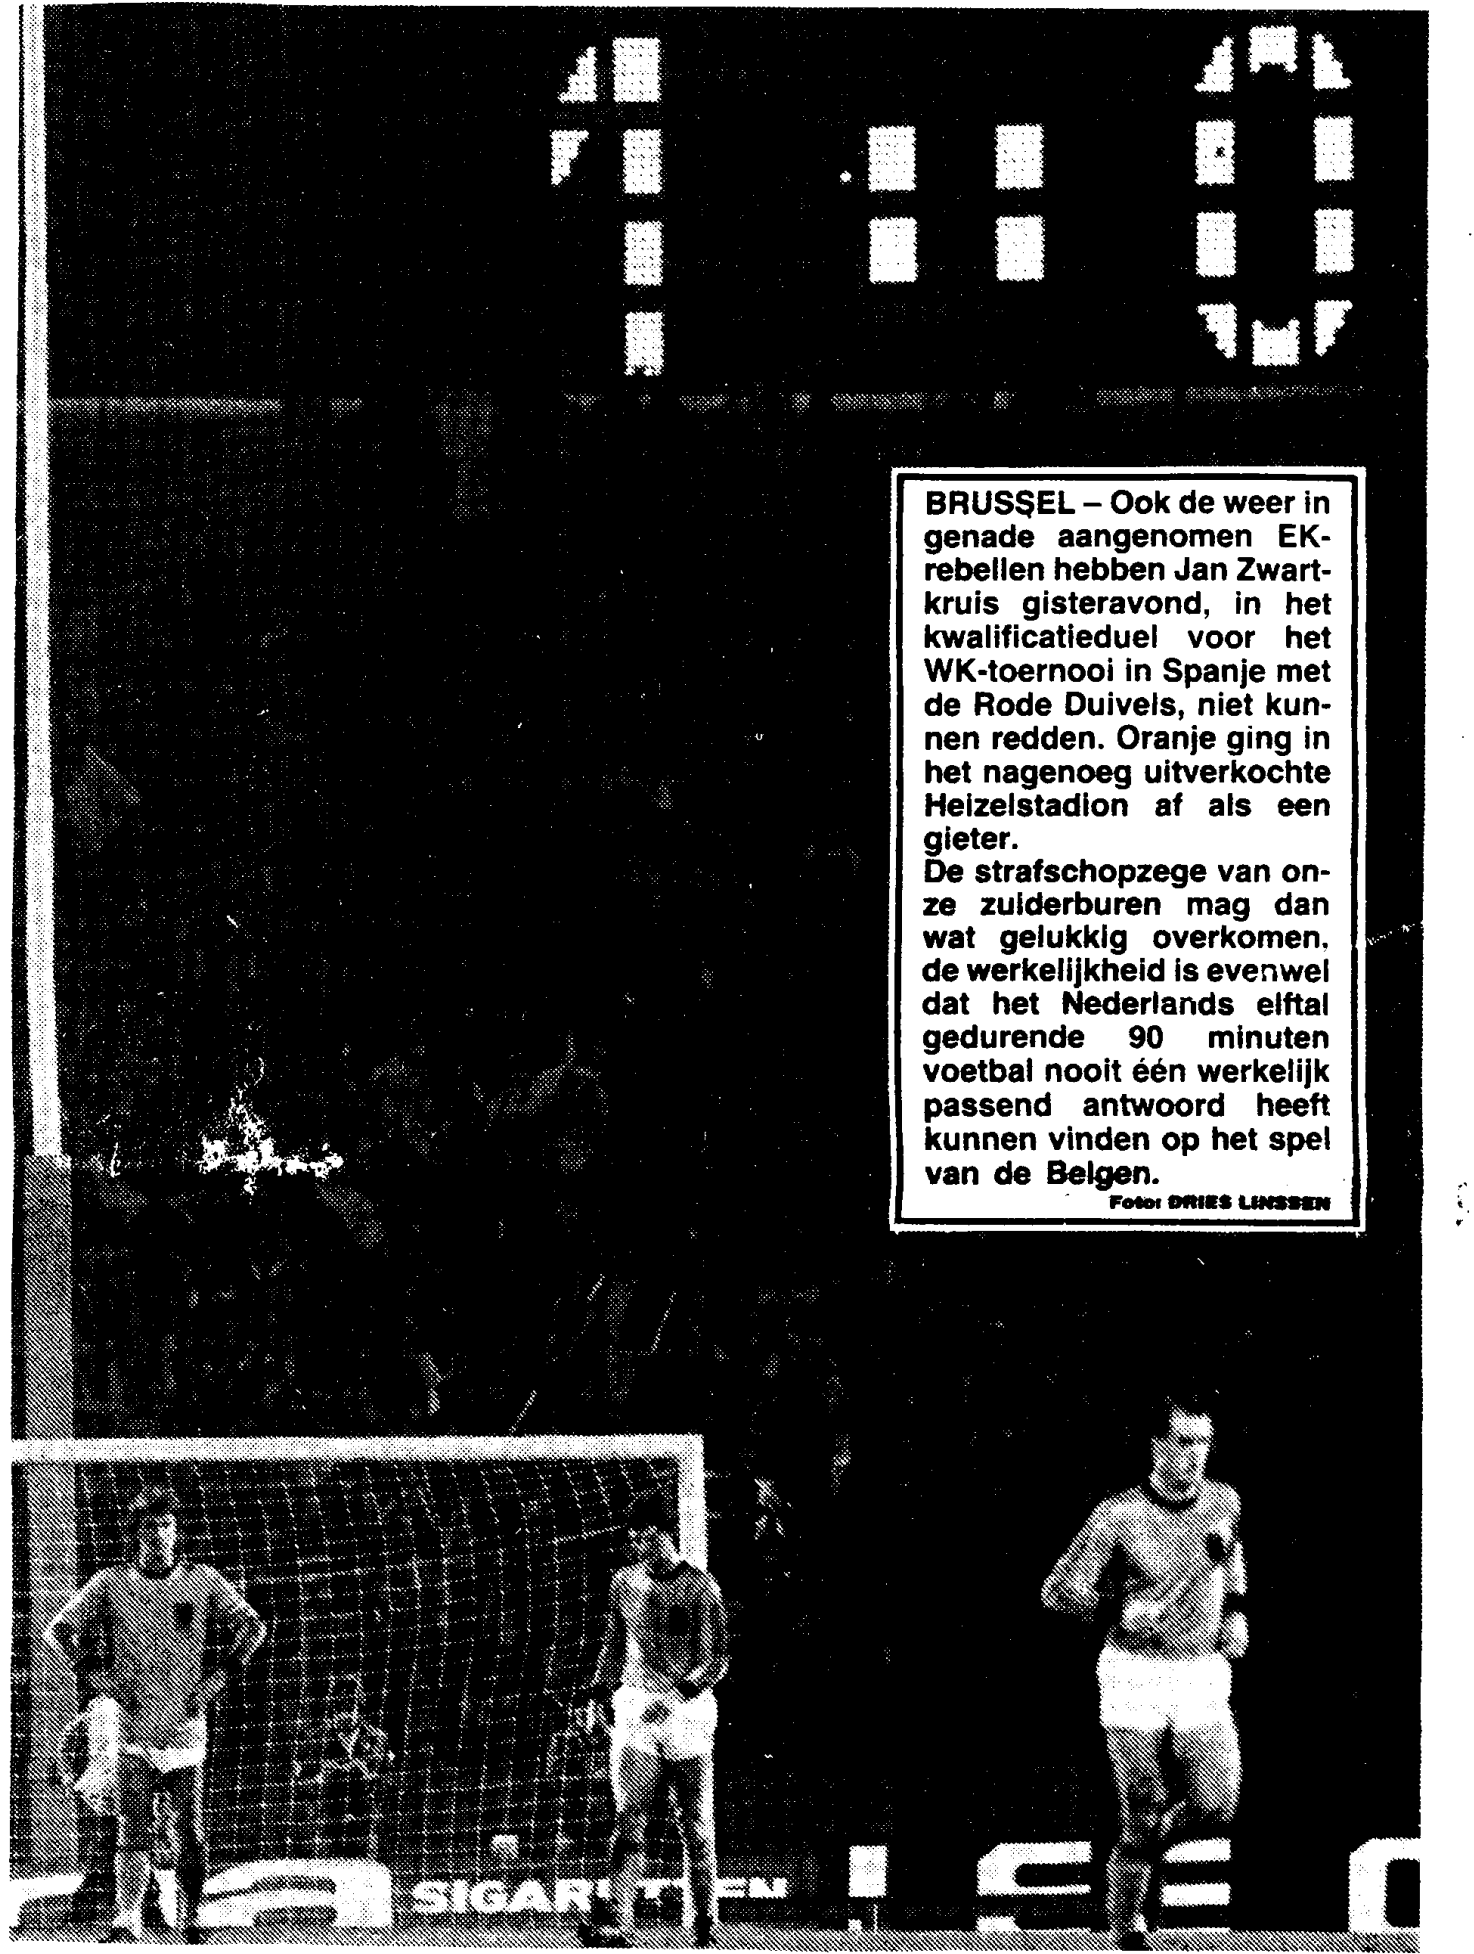 1 - 0
BRUSSEL – Ook de weer in
genade aangenomen EK-
rebellen hebben Jan Zwart-
kruis gisteravond, in het
kwalificatieduel voor het
WK-toernooi in Spanje met
de Rode Duivels, niet kun-
nen redden. Oranje ging in
het nagenoeg uitverkochte
Heizelstadion af als een
gieter.
De strafschopzege van on-
ze zuiderburen mag dan
wat gelukkig overkomen,
de werkelijkheid is evenwel
dat het Nederlands elftal
gedurende 90 minuten
voetbal nooit één werkelijk
passend antwoord heeft
kunnen vinden op het spel
van de Belgen.
Foto: DRIES LINSSEN